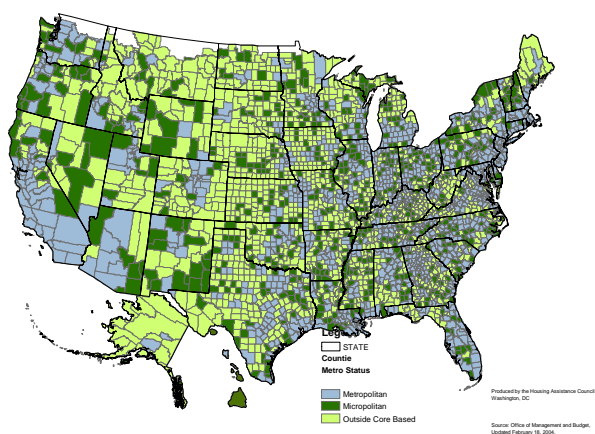 Lege
STATE
Countie
Metro Status
Metropolitan
Micropolitan
Outside Core Based
Produced by the Housing Assistance Council
Washington, DC
Source: Office of Management and Budget,
Updated February 18, 2004.